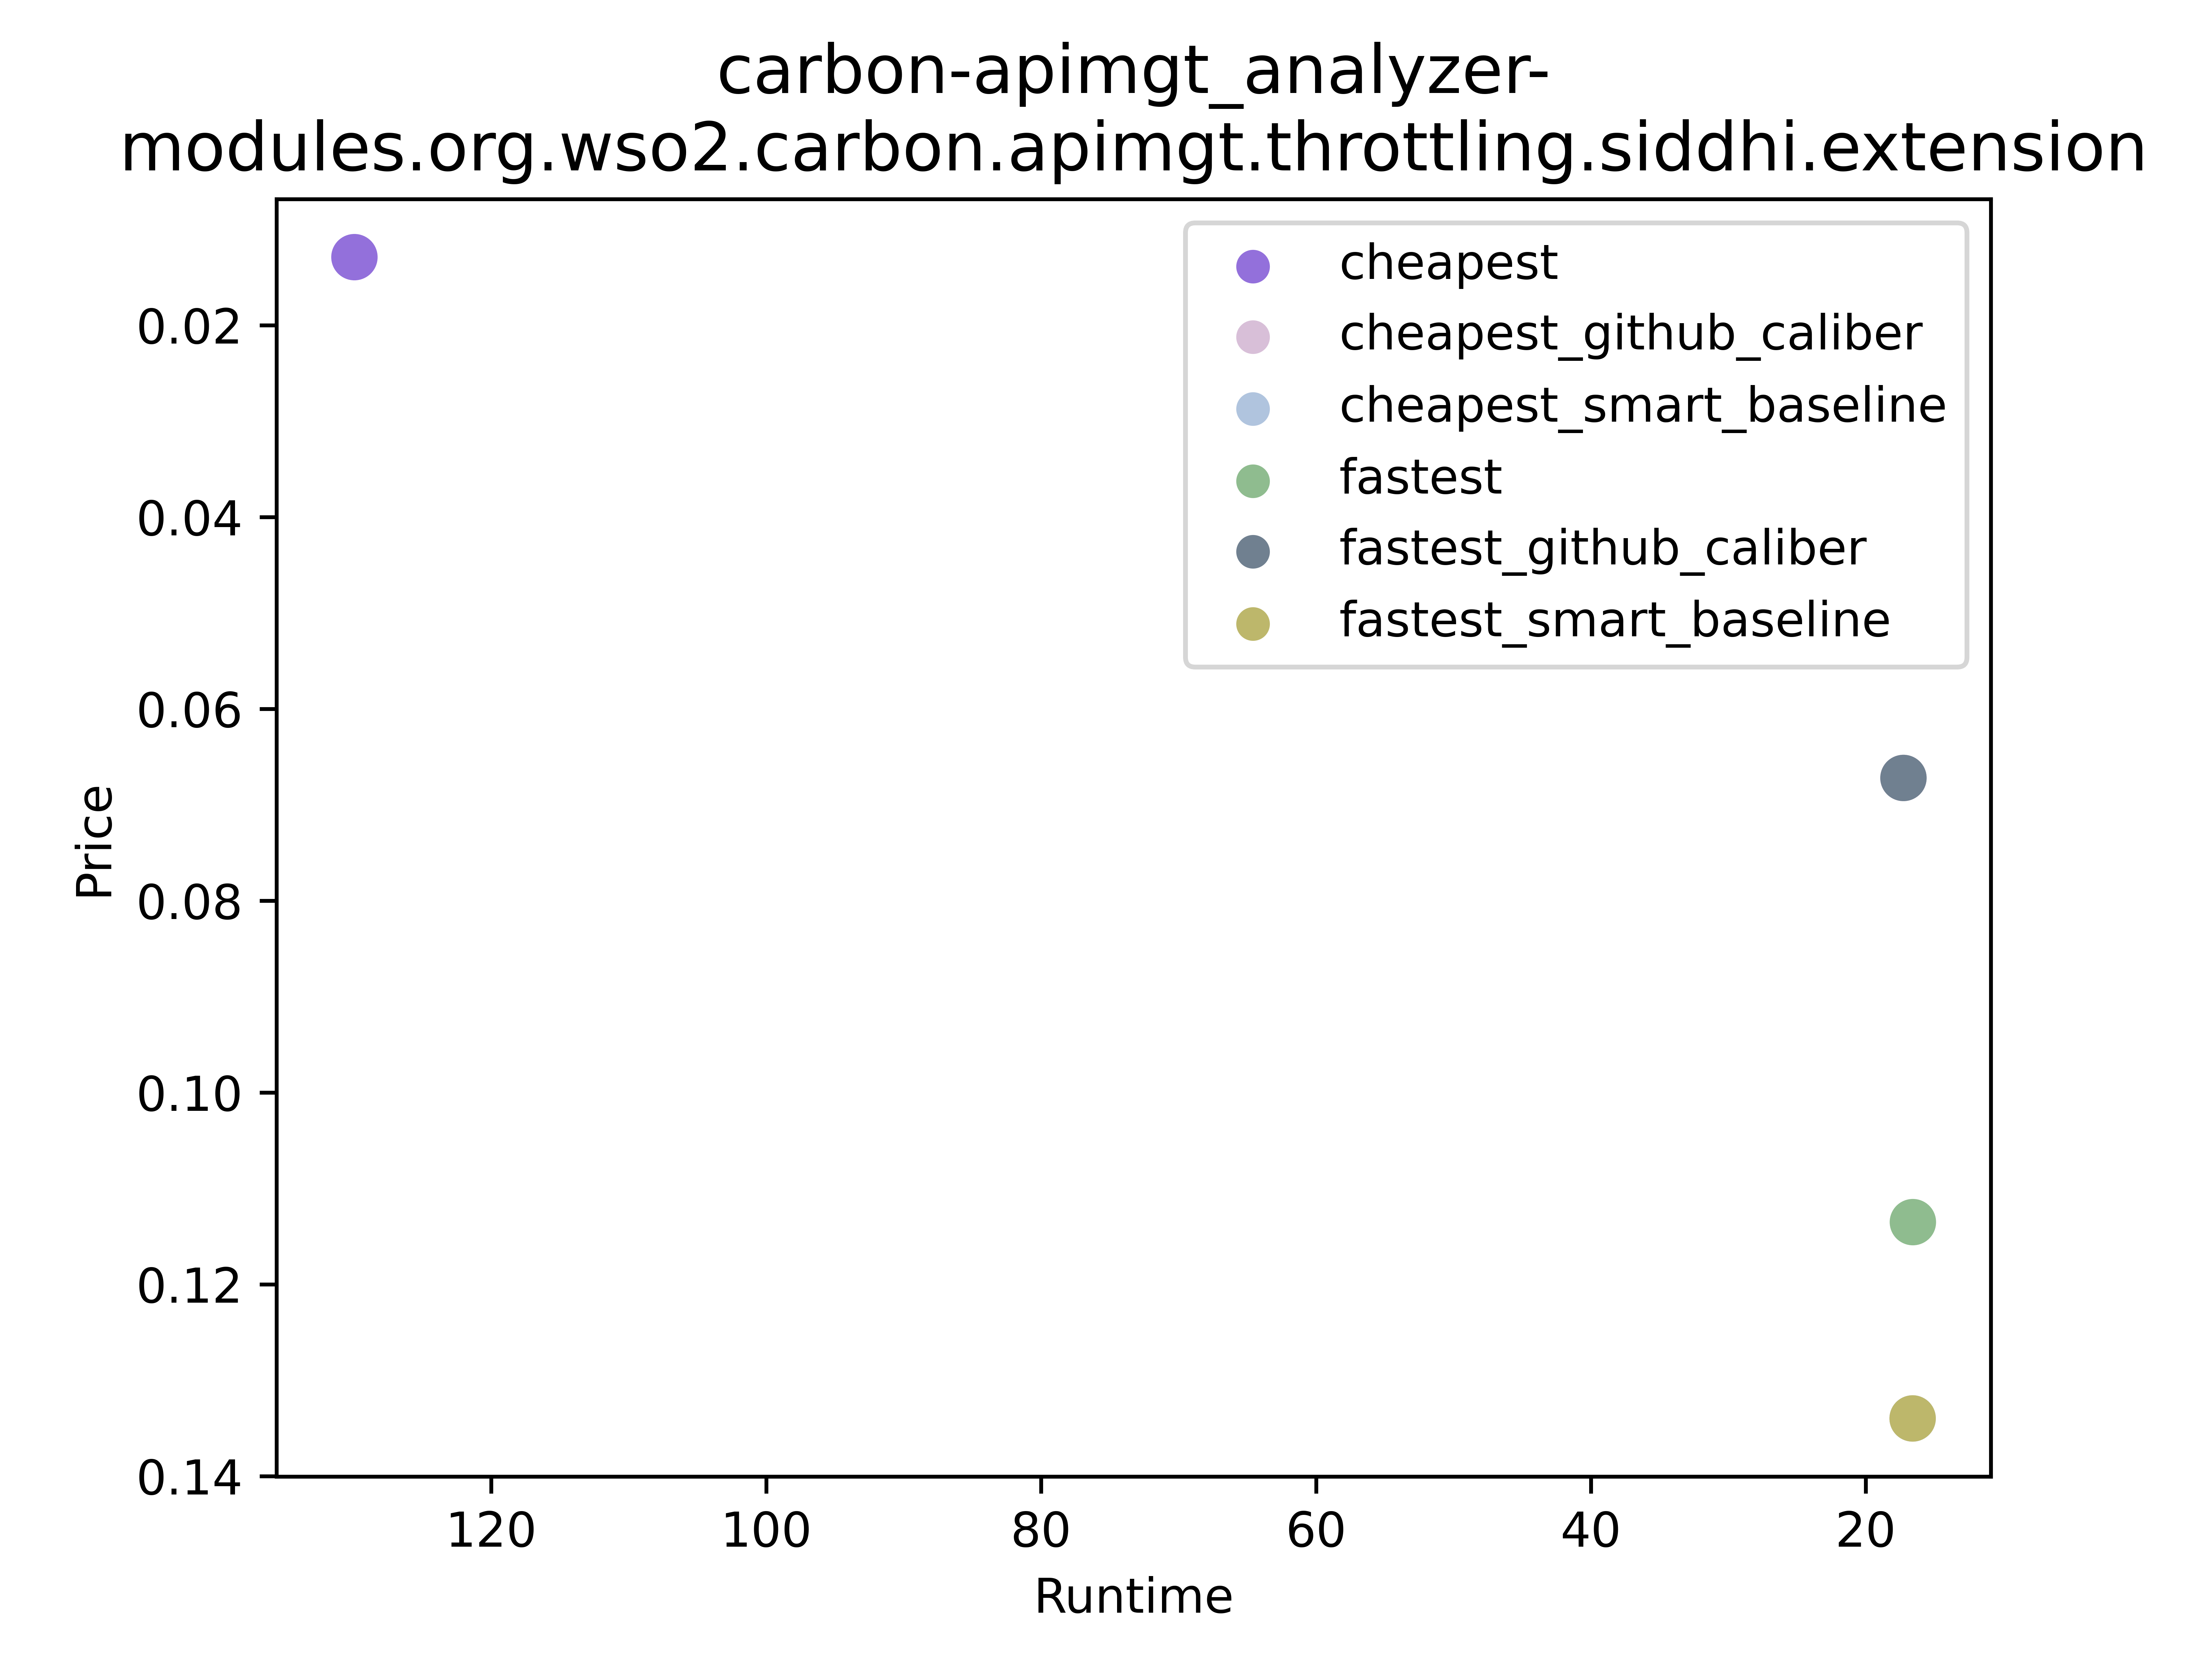 carbon-apimgt_analyzer-
modules.org.wso2.carbon.apimgt.throttling.siddhi.extension
cheapest
cheapest_github_caliber
cheapest_smart_baseline
fastest
fastest_github_caliber
fastest_smart_baseline
Price
0.02
0.04
0.06
0.08
0.10
0.12
0.14
120 100 80 60 40 20
Runtime